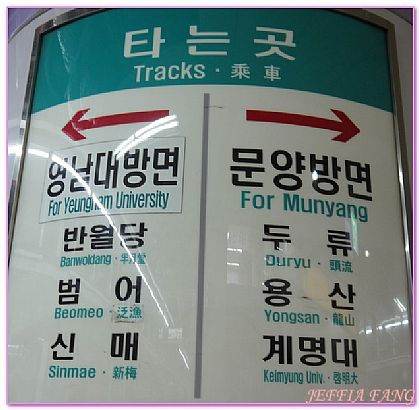 타는곳
Tracks · 乘車
영남대방면
For Yeungnam University
반월당
Banwoldang · 半月堂
범어
Beomeo · 泛漁
신매
Sinmae · 新梅
문양방면
For Munyang
두류
Duryu · 頭流
용산
Yongsan · 龍山
계명대
Keimyung Univ. · 啓明大
JEFFIA FANG